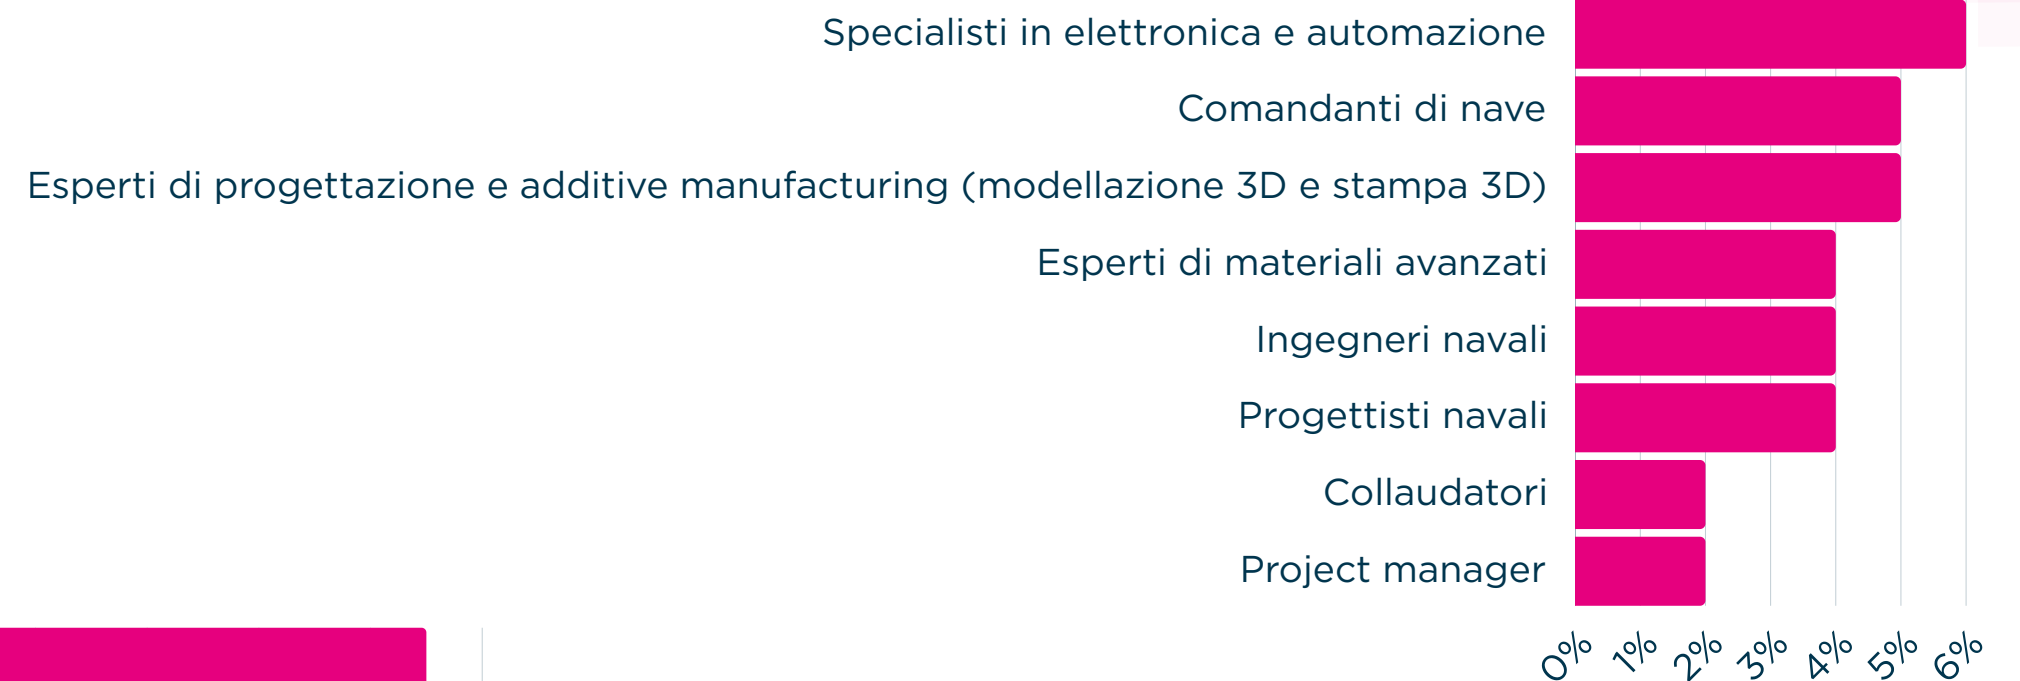 Specialisti in elettronica e automazione
Comandanti di nave
Esperti di progettazione e additive manufacturing (modellazione 3D e stampa 3D)
Esperti di materiali avanzati
Ingegneri navali
Progettisti navali
Collaudatori
Project manager
0% 1% 2% 3% 4% 5% 6%